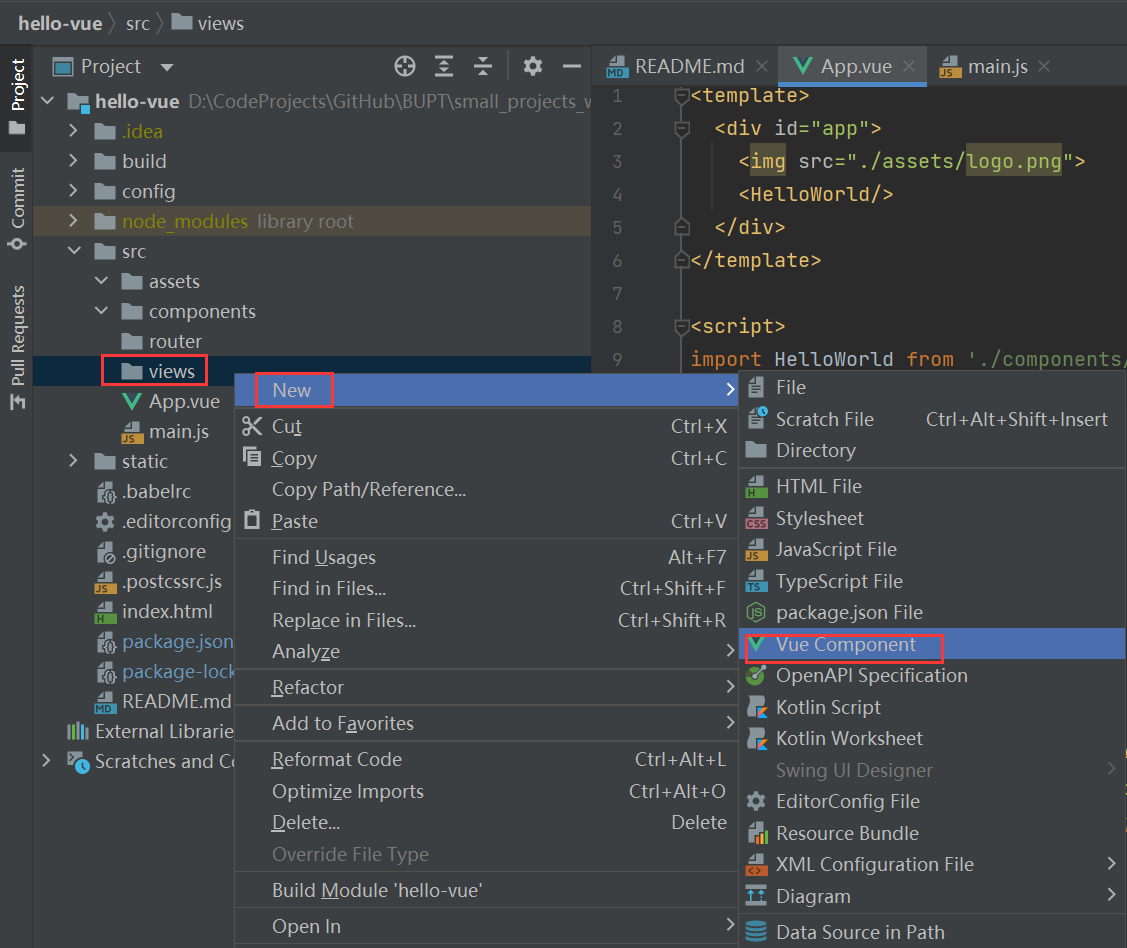 hello-vue src views
Project
Commit
Pull Requests
Project
hello-vue D:\CodeProjects\GitHub\BUPT\small_projects_w
.idea
build
config
node_modules library root
src
assets
components
router
views
App.vue
main.js
static
.babelrc
.editorconfig
.gitignore
.postcssrc.js
index.html
package.json
package-lock
README.md
External Librarie
Scratches and Co
README.md App.vue main.js
1 <template>
2 <div id="app">
3 <img src="./assets/logo.png">
4 <HelloWorld/>
5 </div>
6 </template>
7
8 <script>
9 import HelloWorld from './components/
New
Cut Ctrl+X
Copy Ctrl+C
Copy Path/Reference...
Paste Ctrl+V
Find Usages Alt+F7
Find in Files... Ctrl+Shift+F
Replace in Files... Ctrl+Shift+R
Analyze
Refactor
Add to Favorites
Reformat Code Ctrl+Alt+L
Optimize Imports Ctrl+Alt+O
Delete... Delete
Override File Type
Build Module 'hello-vue'
Open In
File
Scratch File Ctrl+Alt+Shift+Insert
Directory
HTML File
Stylesheet
JavaScript File
TypeScript File
package.json File
Vue Component
OpenAPI Specification
Kotlin Script
Kotlin Worksheet
Swing UI Designer
EditorConfig File
Resource Bundle
XML Configuration File
Diagram
Data Source in Path